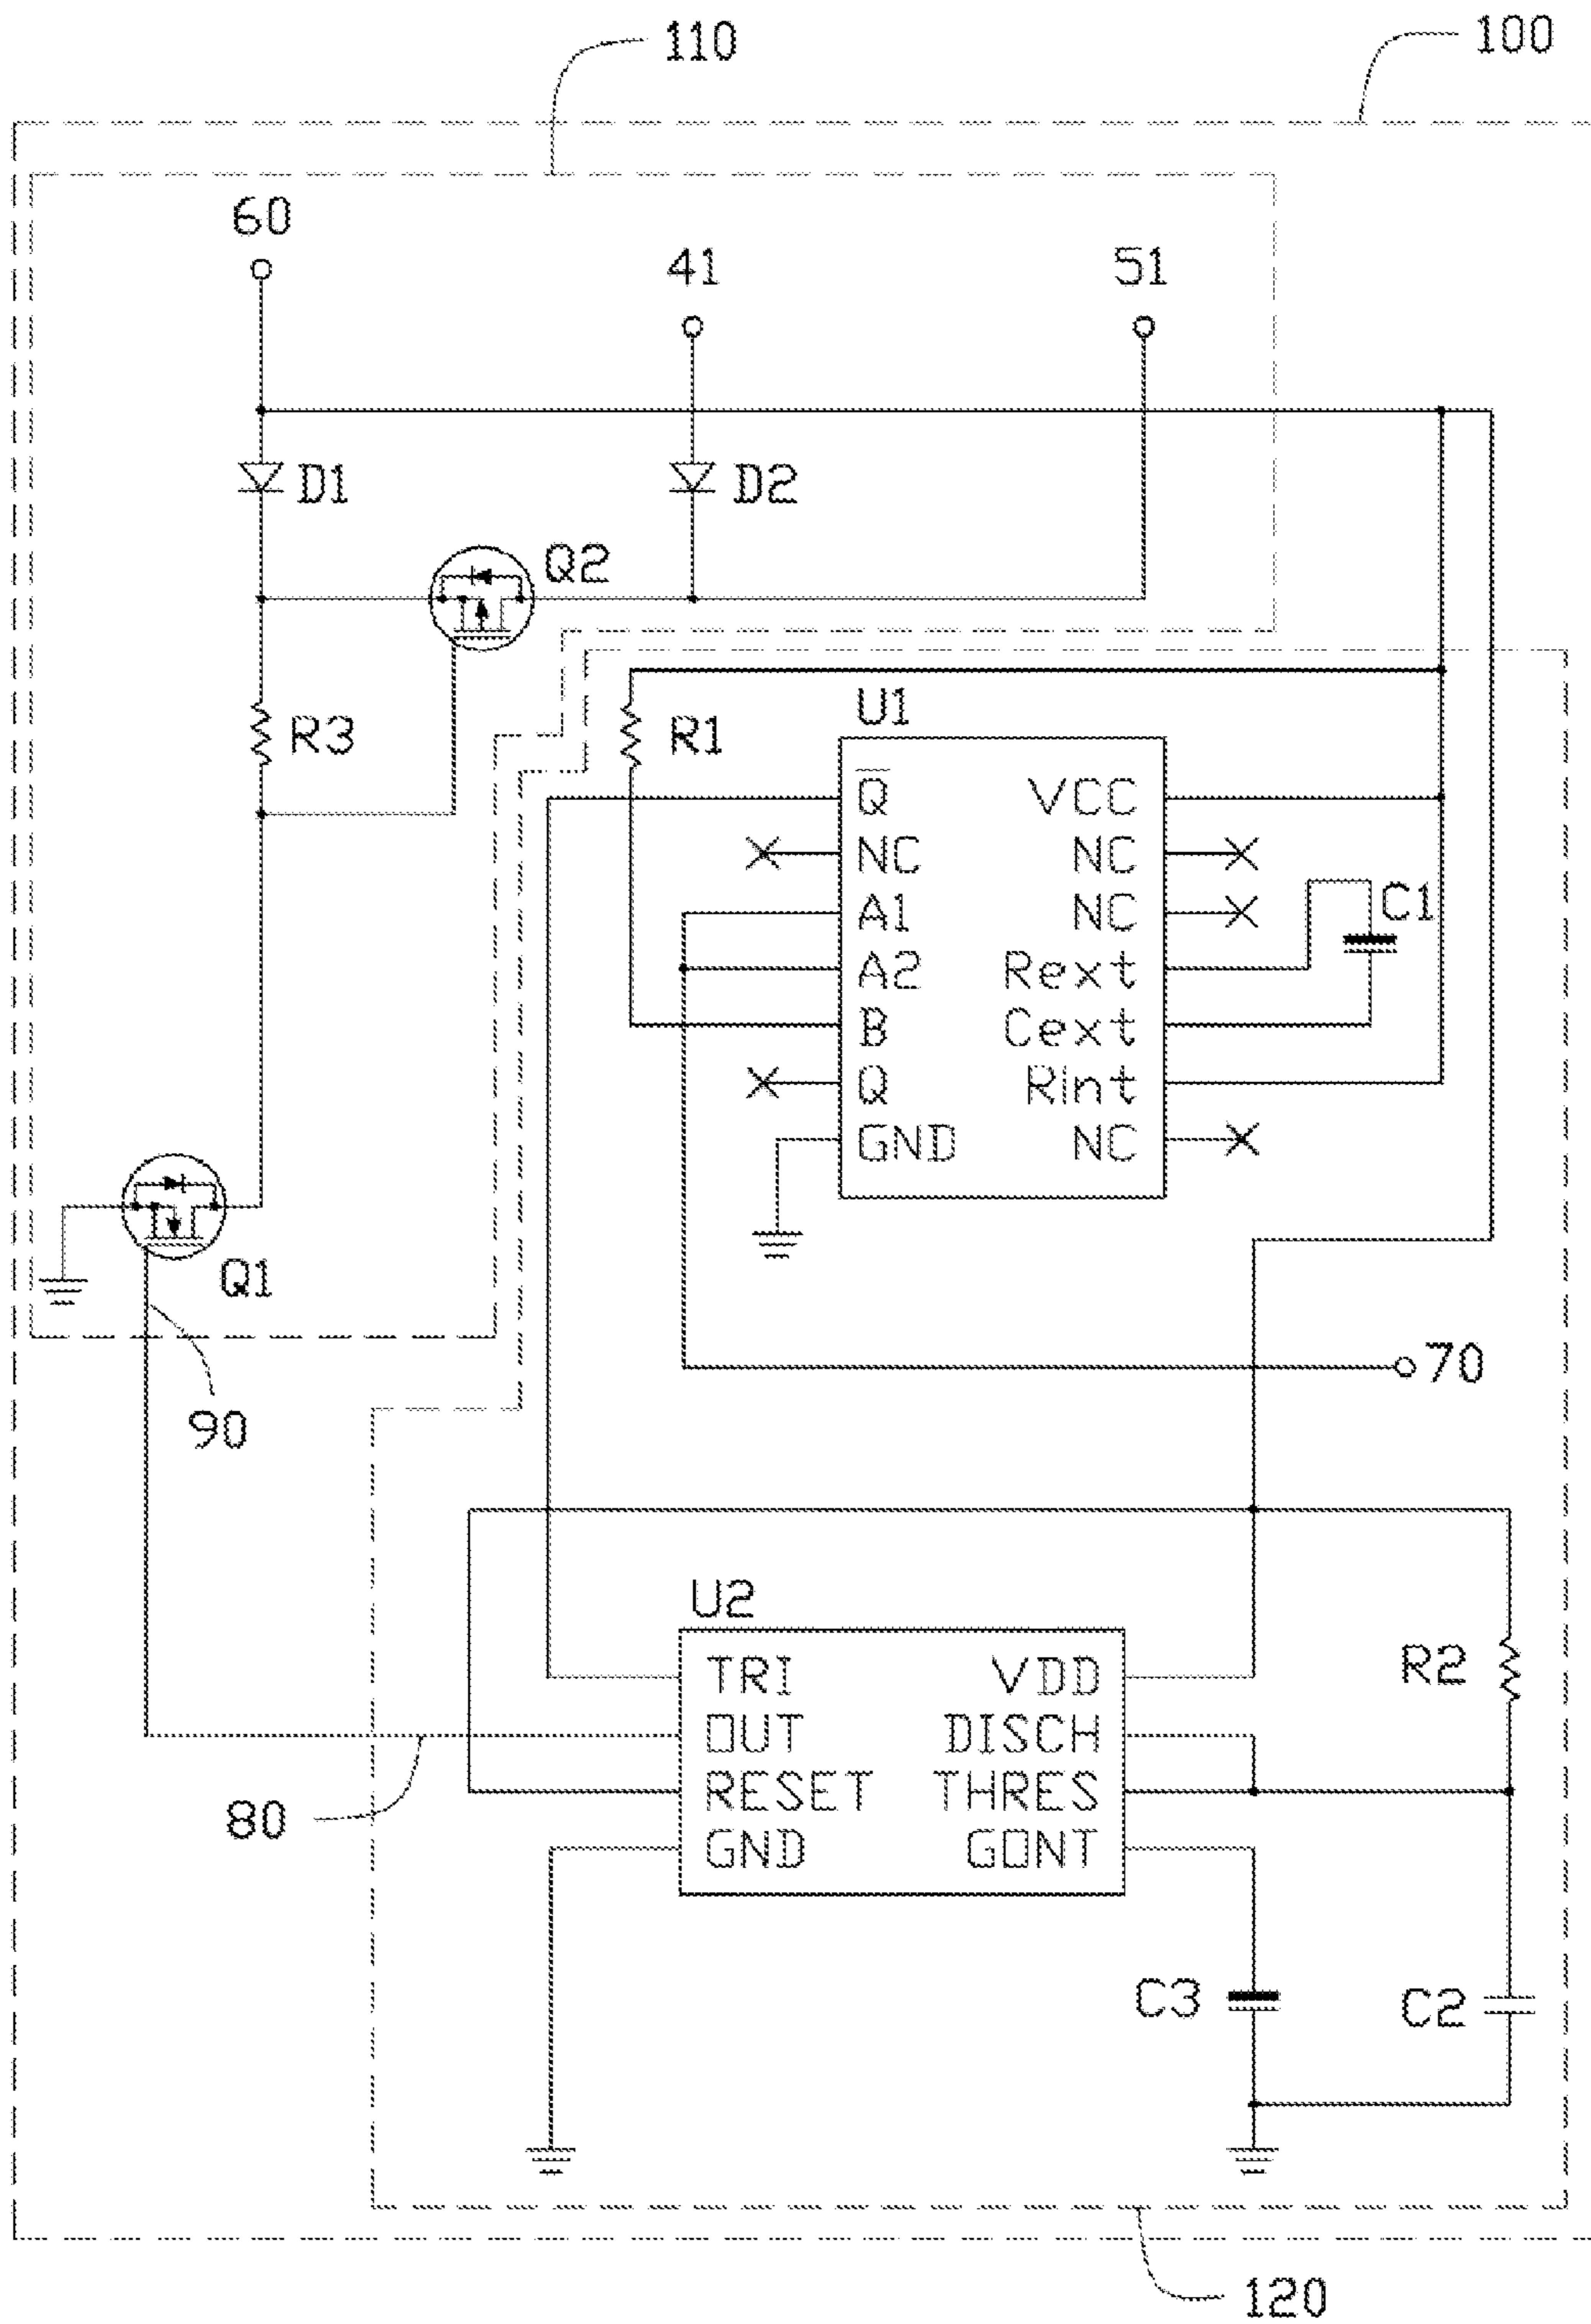 110
100
60
41
51
D1
D2
Q2
R3
R1
U1
Q̅
VCC
NC
NC
A1
NC
C1
A2
Rext
B
Cext
Q
Rint
GND
NC
Q1
90
70
U2
TRI
VDD
R2
OUT
DISCH
RESET
THRES
80
GND
GONT
C3
C2
120